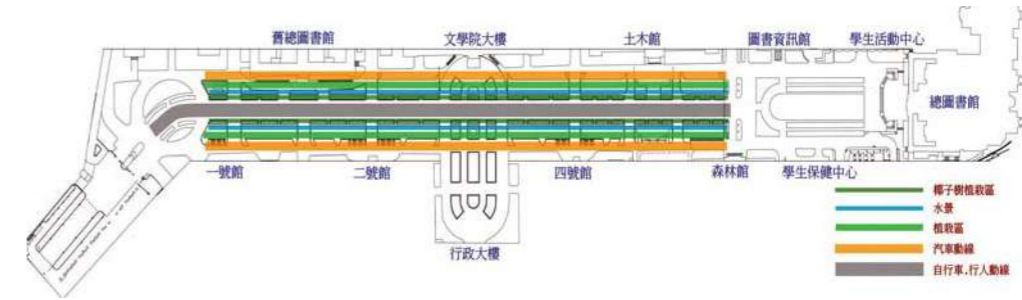 舊總圖書館
文學院大樓
土木館
圖書資訊館
學生活動中心
總圖書館
一號館
二號館
四號館
森林館
學生保健中心
行政大樓
椰子樹植栽區
水景
植栽區
汽車動線
自行車.行人動線